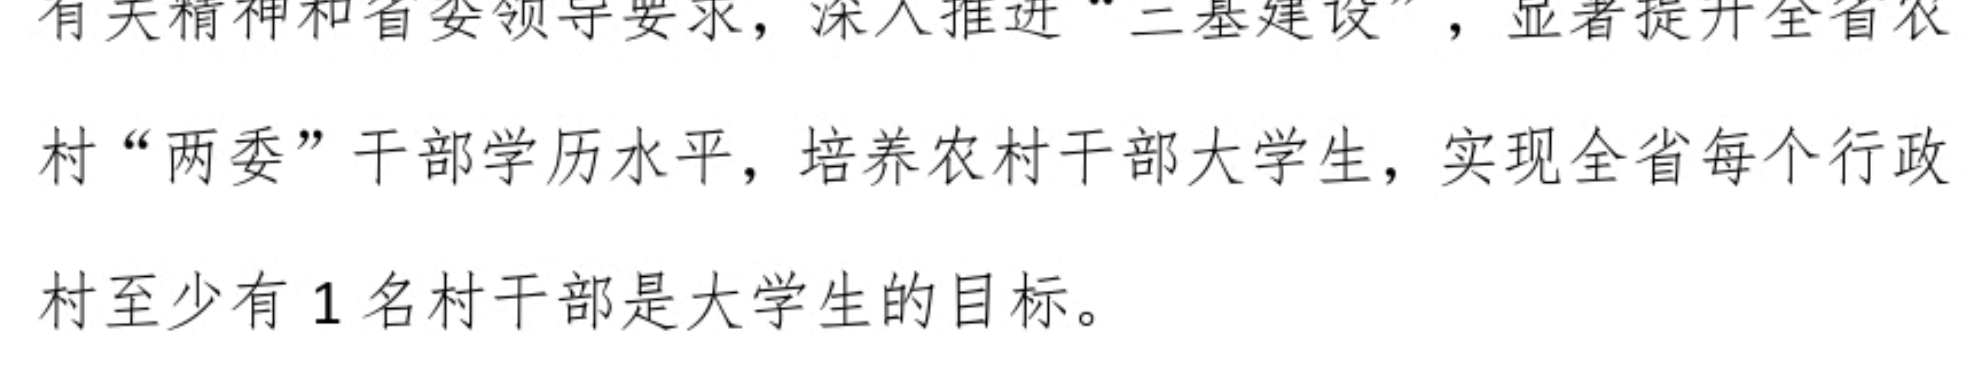 有关精神和省委领导要求，深入推进“三基建设”，显著提升全省农
村“两委”干部学历水平，培养农村干部大学生，实现全省每个行政
村至少有 1 名村干部是大学生的目标。